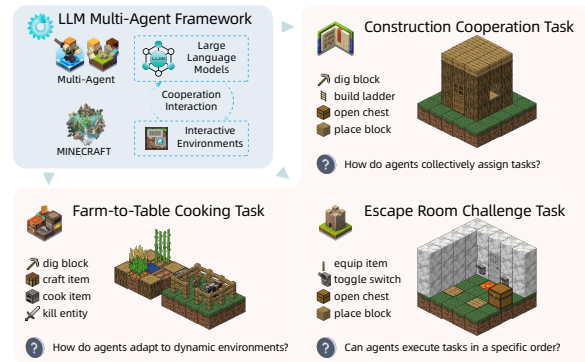 LLM Multi-Agent Framework
Multi-Agent
LLM
Large
Language
Models
Cooperation
Interaction
MINECRAFT
Interactive
Environments
Construction Cooperation Task
dig block
build ladder
open chest
place block
How do agents collectively assign tasks?
Farm-to-Table Cooking Task
dig block
craft item
cook item
kill entity
How do agents adapt to dynamic environments?
Escape Room Challenge Task
equip item
toggle switch
open chest
place block
Can agents execute tasks in a specific order?